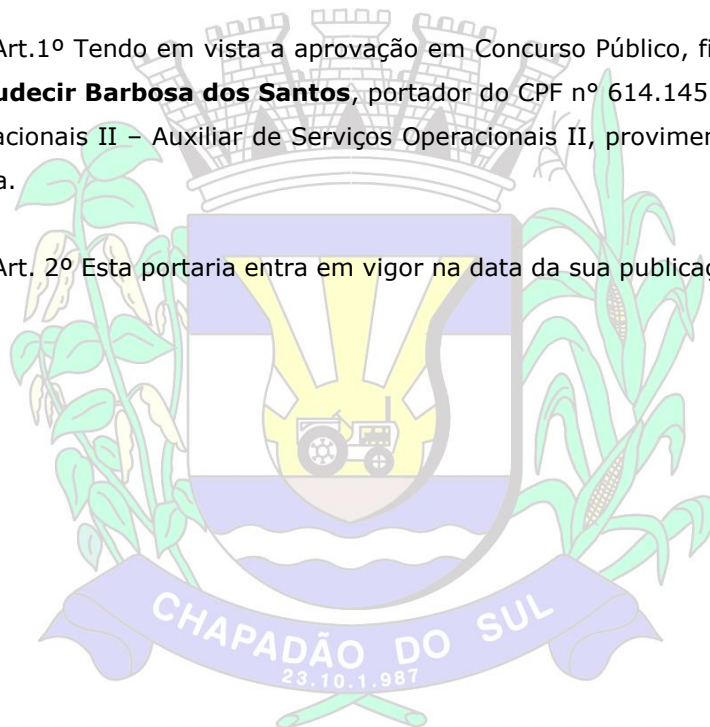 Art.1º Tendo em vista a aprovação em Concurso Público, fi
udecir Barbosa dos Santos, portador do CPF n° 614.145
acionais II – Auxiliar de Serviços Operacionais II, provimen
a.
Art. 2º Esta portaria entra em vigor na data da sua publicaç
CHAPADÃO DO SUL
23.10.1.987